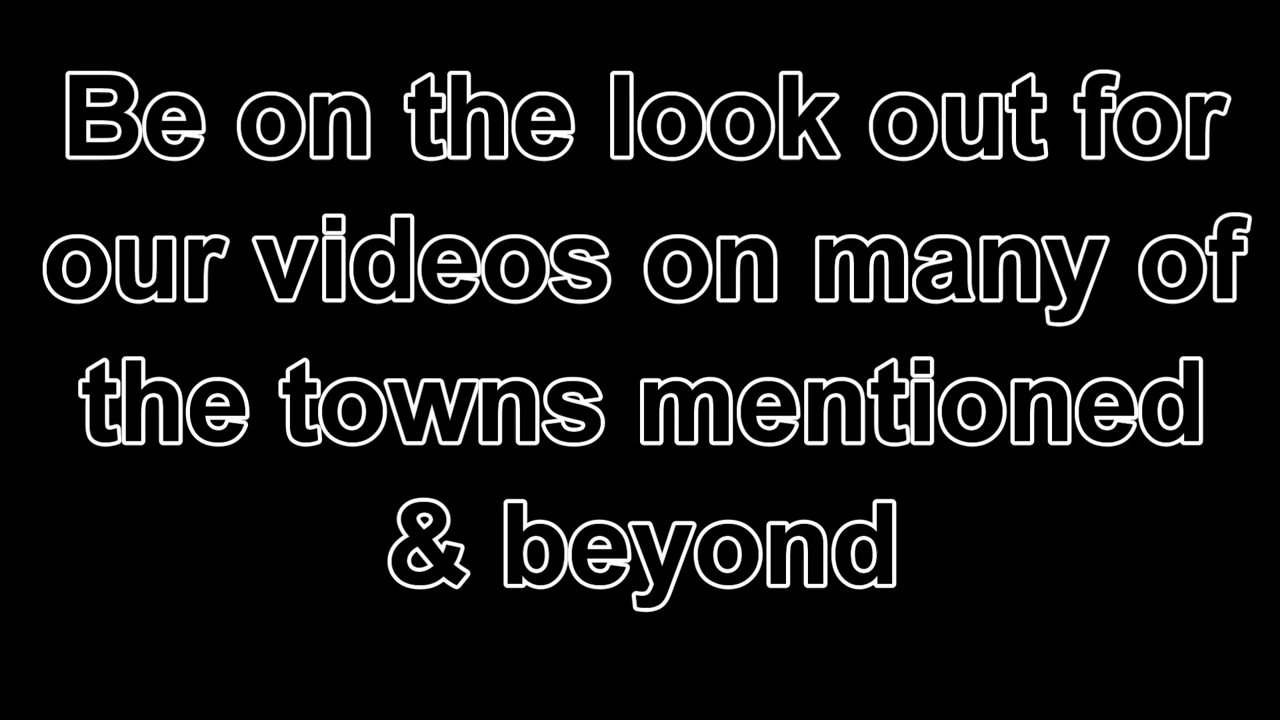 Be on the look out for
our videos on many of
the towns mentioned
& beyond